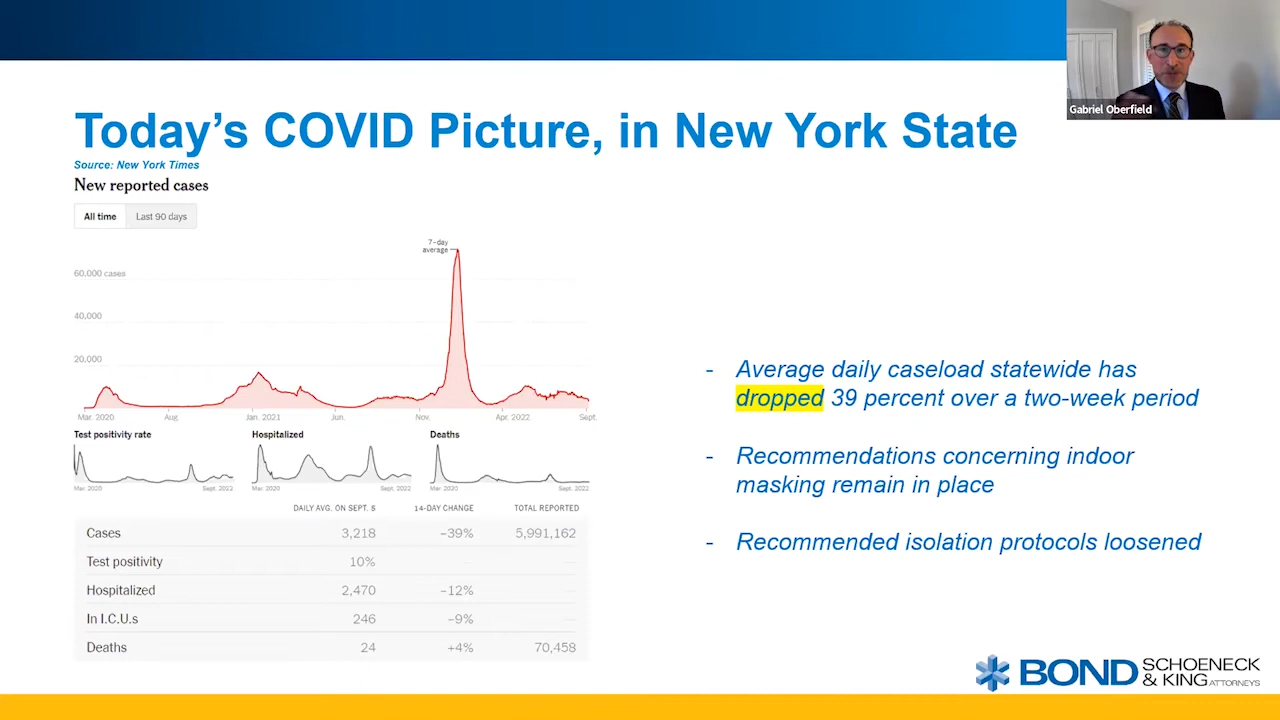 Gabriel Oberfield
Today's COVID Picture, in New York State
Source: New York Times
New reported cases
All time Last 90 days
7-day
average
60,000 cases
40,000
20,000
Mar. 2020 Aug. Jan. 2021 Jun. Nov. Apr. 2022 Sept.
Test positivity rate Hospitalized Deaths
Mar. 2020 Sept. 2022 Mar. 2020 Sept. 2022 Mar. 2020 Sept. 2022
DAILY AVG. ON SEPT. 5 14-DAY CHANGE TOTAL REPORTED
Cases 3,218 –39% 5,991,162
Test positivity 10% — —
Hospitalized 2,470 –12% —
In I.C.U.s 246 –9% —
Deaths 24 +4% 70,458
- Average daily caseload statewide has
dropped 39 percent over a two-week period
- Recommendations concerning indoor
masking remain in place
- Recommended isolation protocols loosened
BOND SCHOENECK
& KING ATTORNEYS